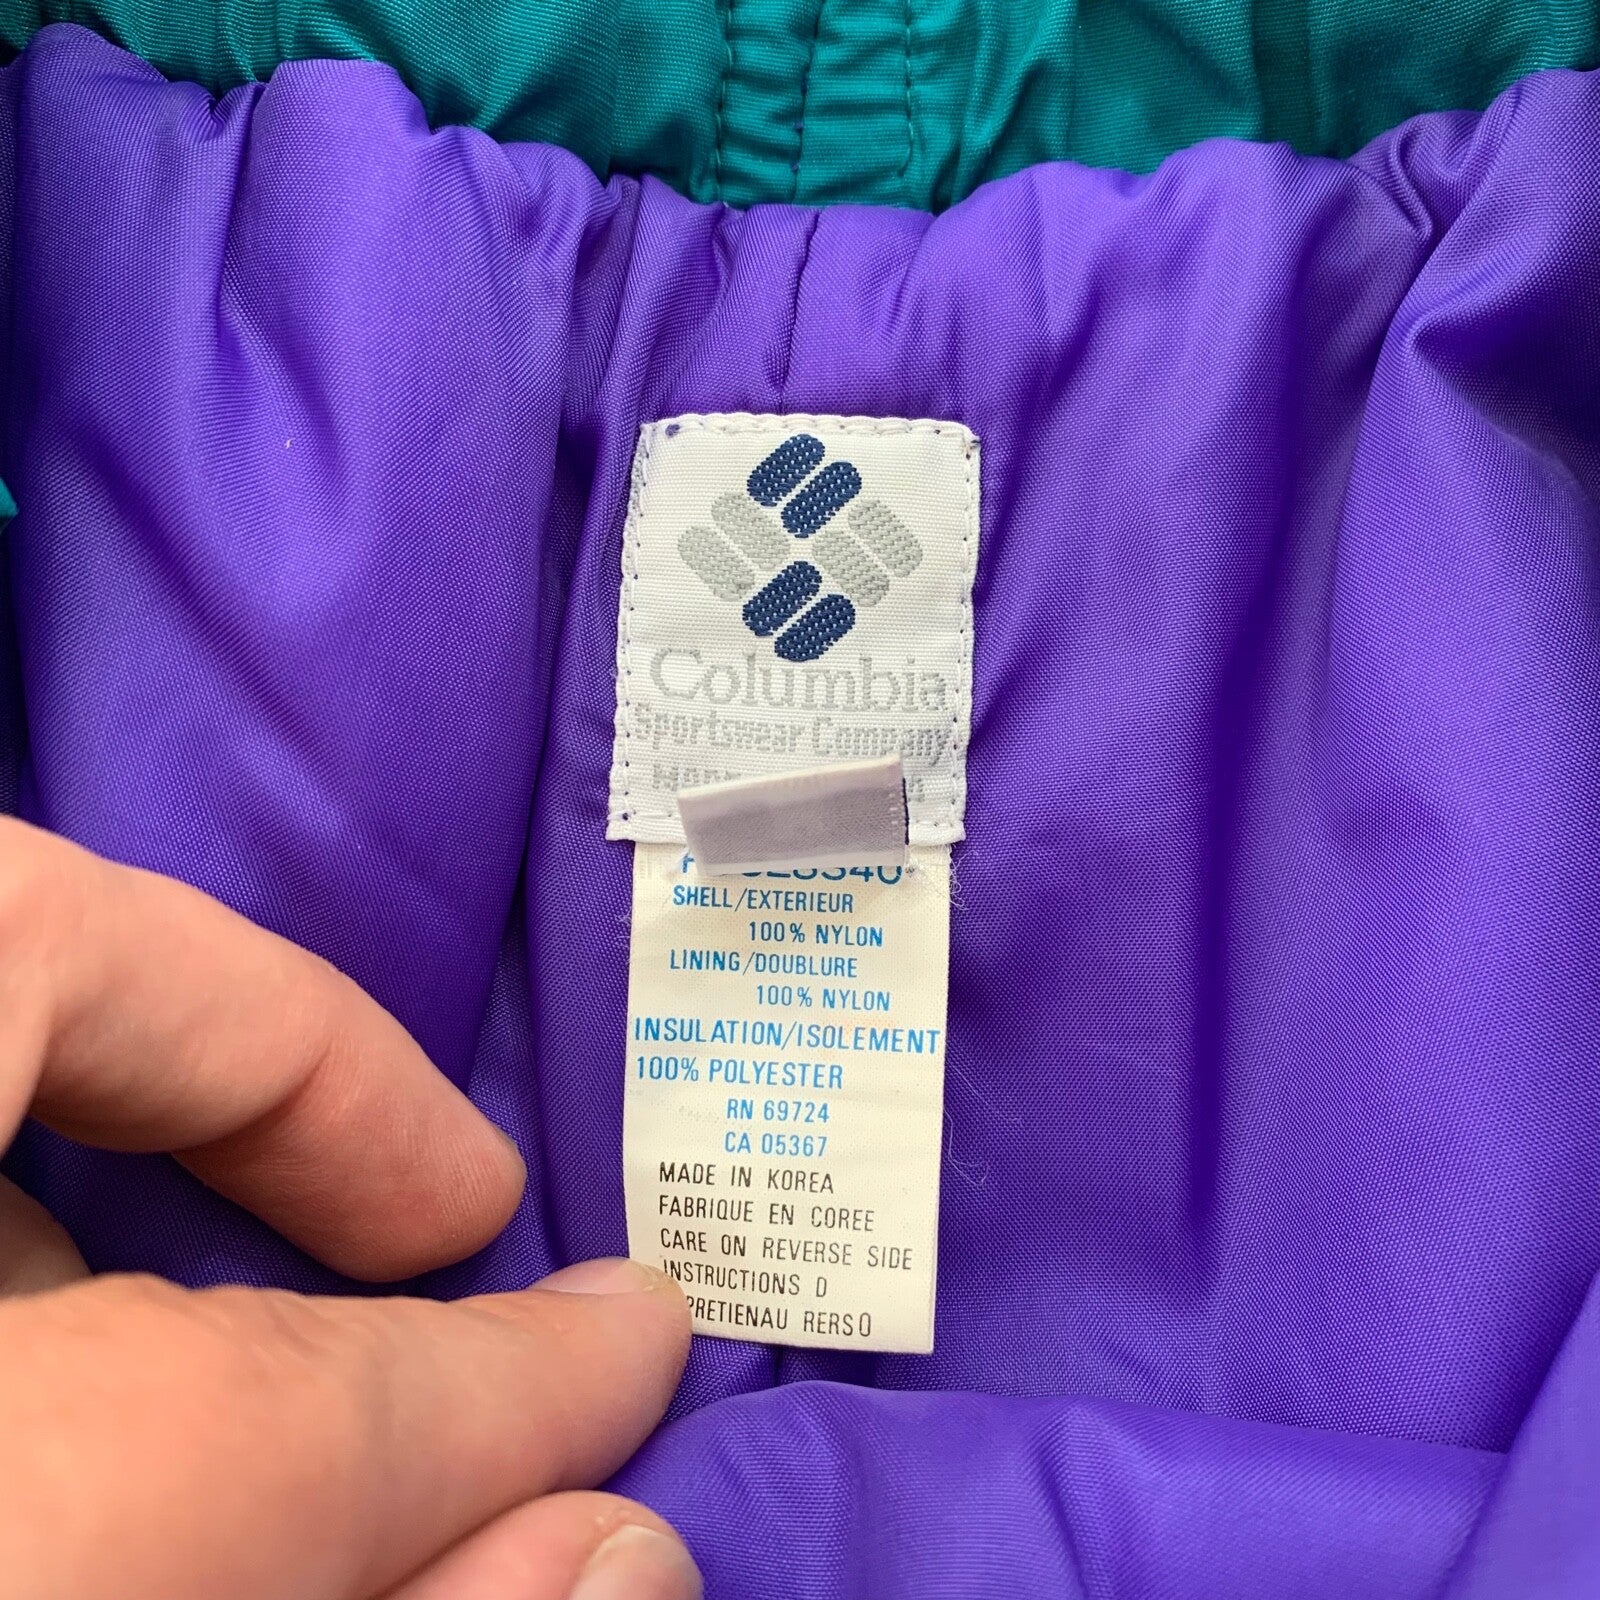 Columbia
Sportswear Company
SHELL/EXTERIEUR
100% NYLON
LINING/DOUBLURE
100% NYLON
INSULATION/ISOLEMENT
100% POLYESTER
RN 69724
CA 05367
MADE IN KOREA
FABRIQUE EN COREE
CARE ON REVERSE SIDE
INSTRUCTIONS D
PRETIENAU RERSO